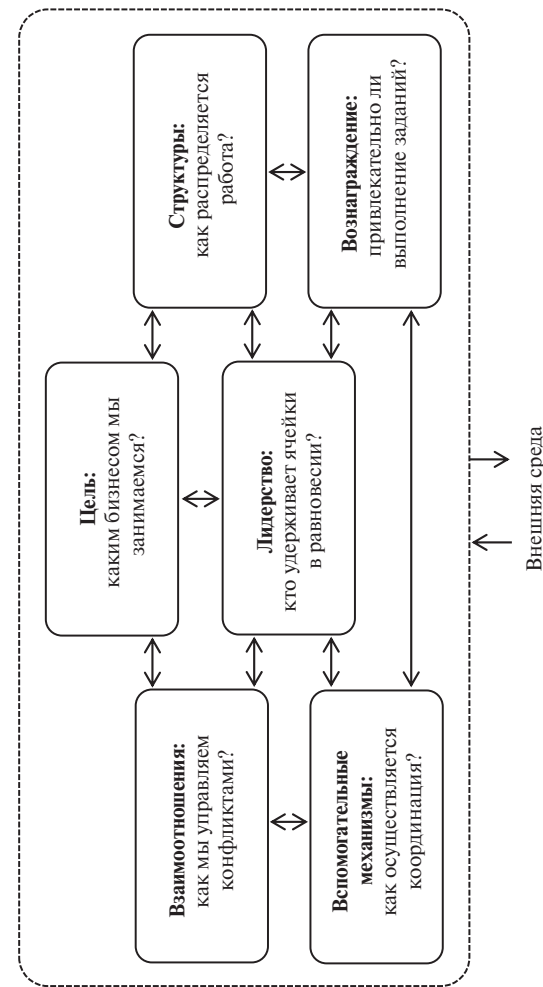 Цель:
каким бизнесом мы
занимаемся?
Взаимоотношения:
как мы управляем
конфликтами?
Структуры:
как распределяется
работа?
Лидерство:
кто удерживает ячейки
в равновесии?
Вспомогательные
механизмы:
как осуществляется
координация?
Вознаграждение:
привлекательно ли
выполнение заданий?
Внешняя среда